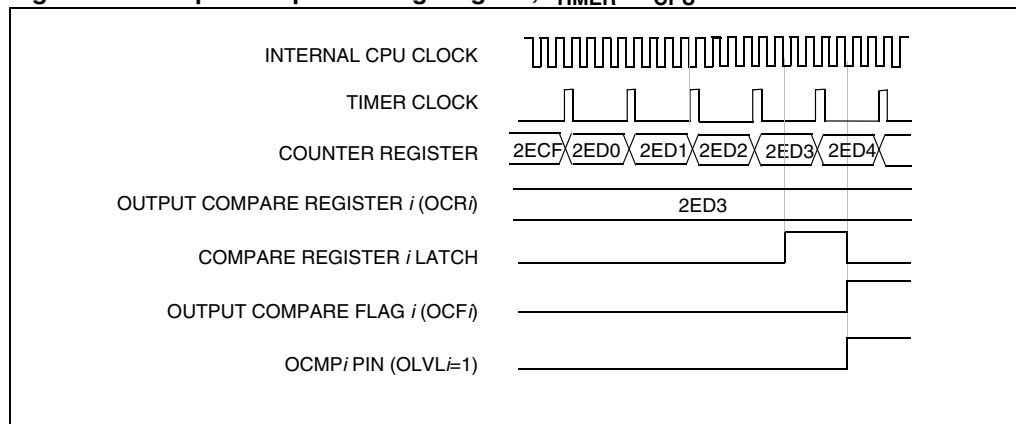 INTERNAL CPU CLOCK
TIMER CLOCK
COUNTER REGISTER 2ECF 2ED0 2ED1 2ED2 2ED3 2ED4
OUTPUT COMPARE REGISTER i (OCRi) 2ED3
COMPARE REGISTER i LATCH
OUTPUT COMPARE FLAG i (OCFi)
OCMPi PIN (OLVLi=1)